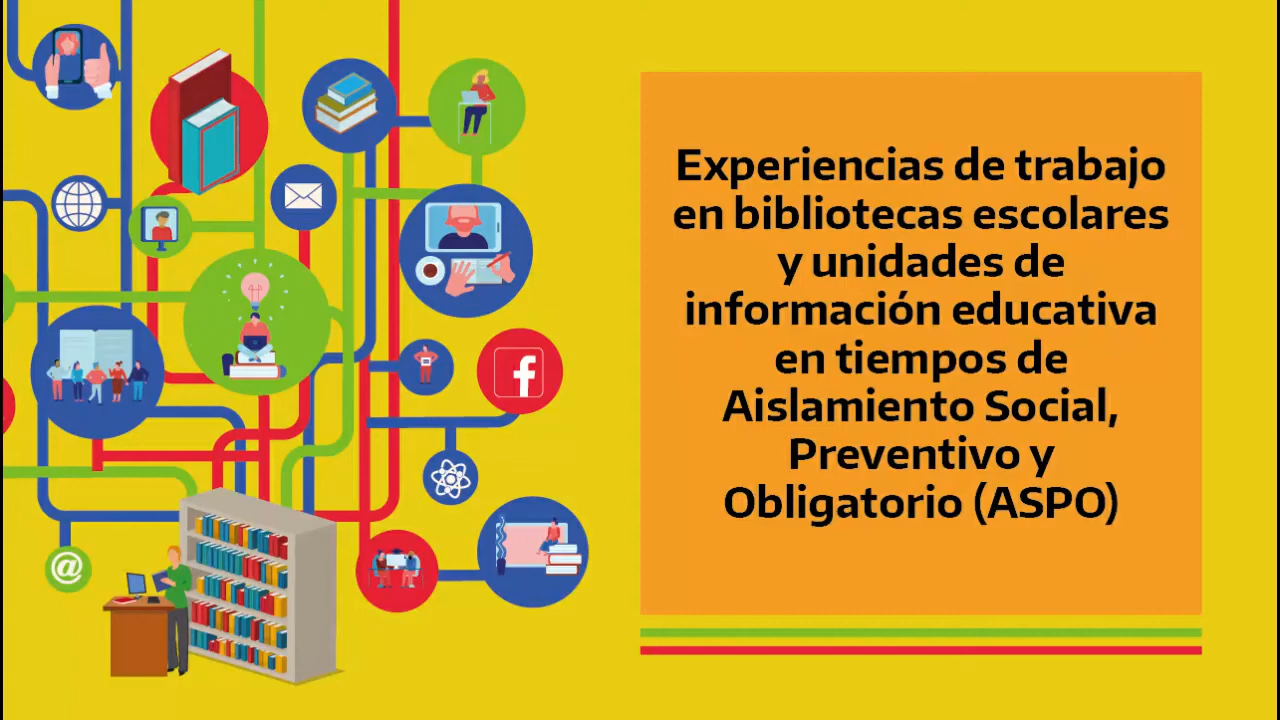 Experiencias de trabajo
en bibliotecas escolares
y unidades de
información educativa
en tiempos de
Aislamiento Social,
Preventivo y
Obligatorio (ASPO)
@
f